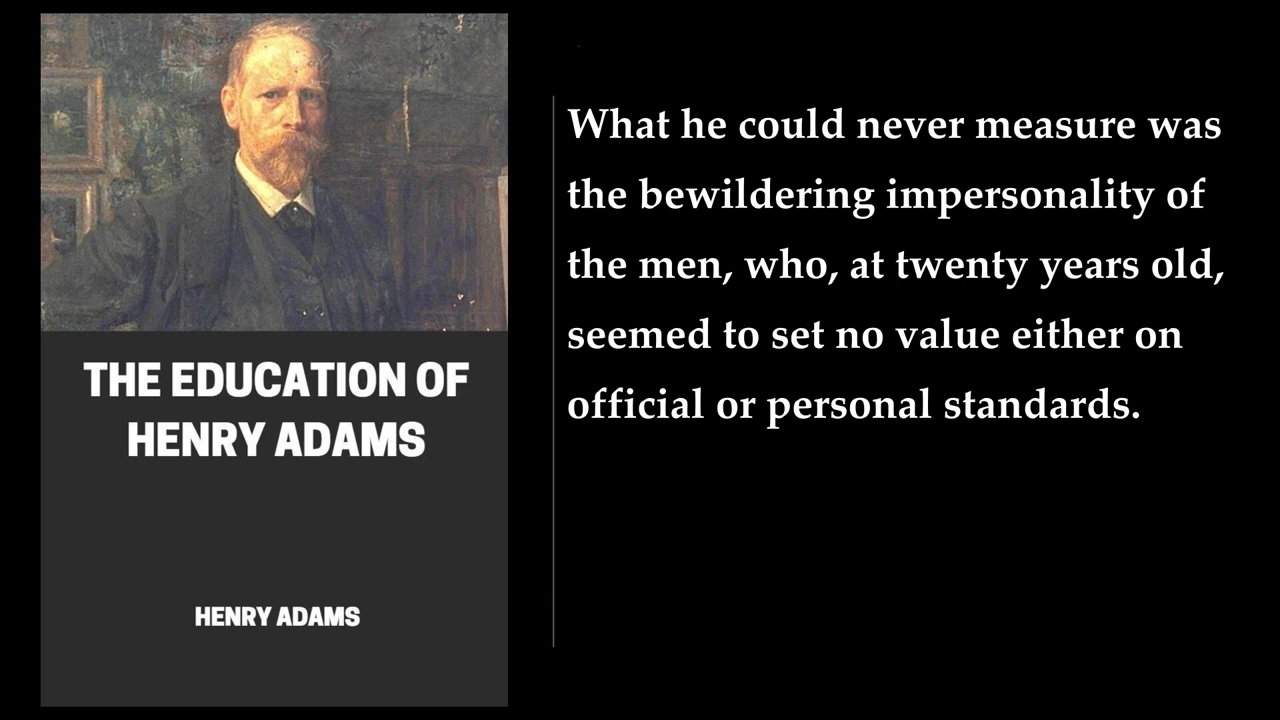 THE EDUCATION OF
HENRY ADAMS
HENRY ADAMS
What he could never measure was
the bewildering impersonality of
the men, who, at twenty years old,
seemed to set no value either on
official or personal standards.